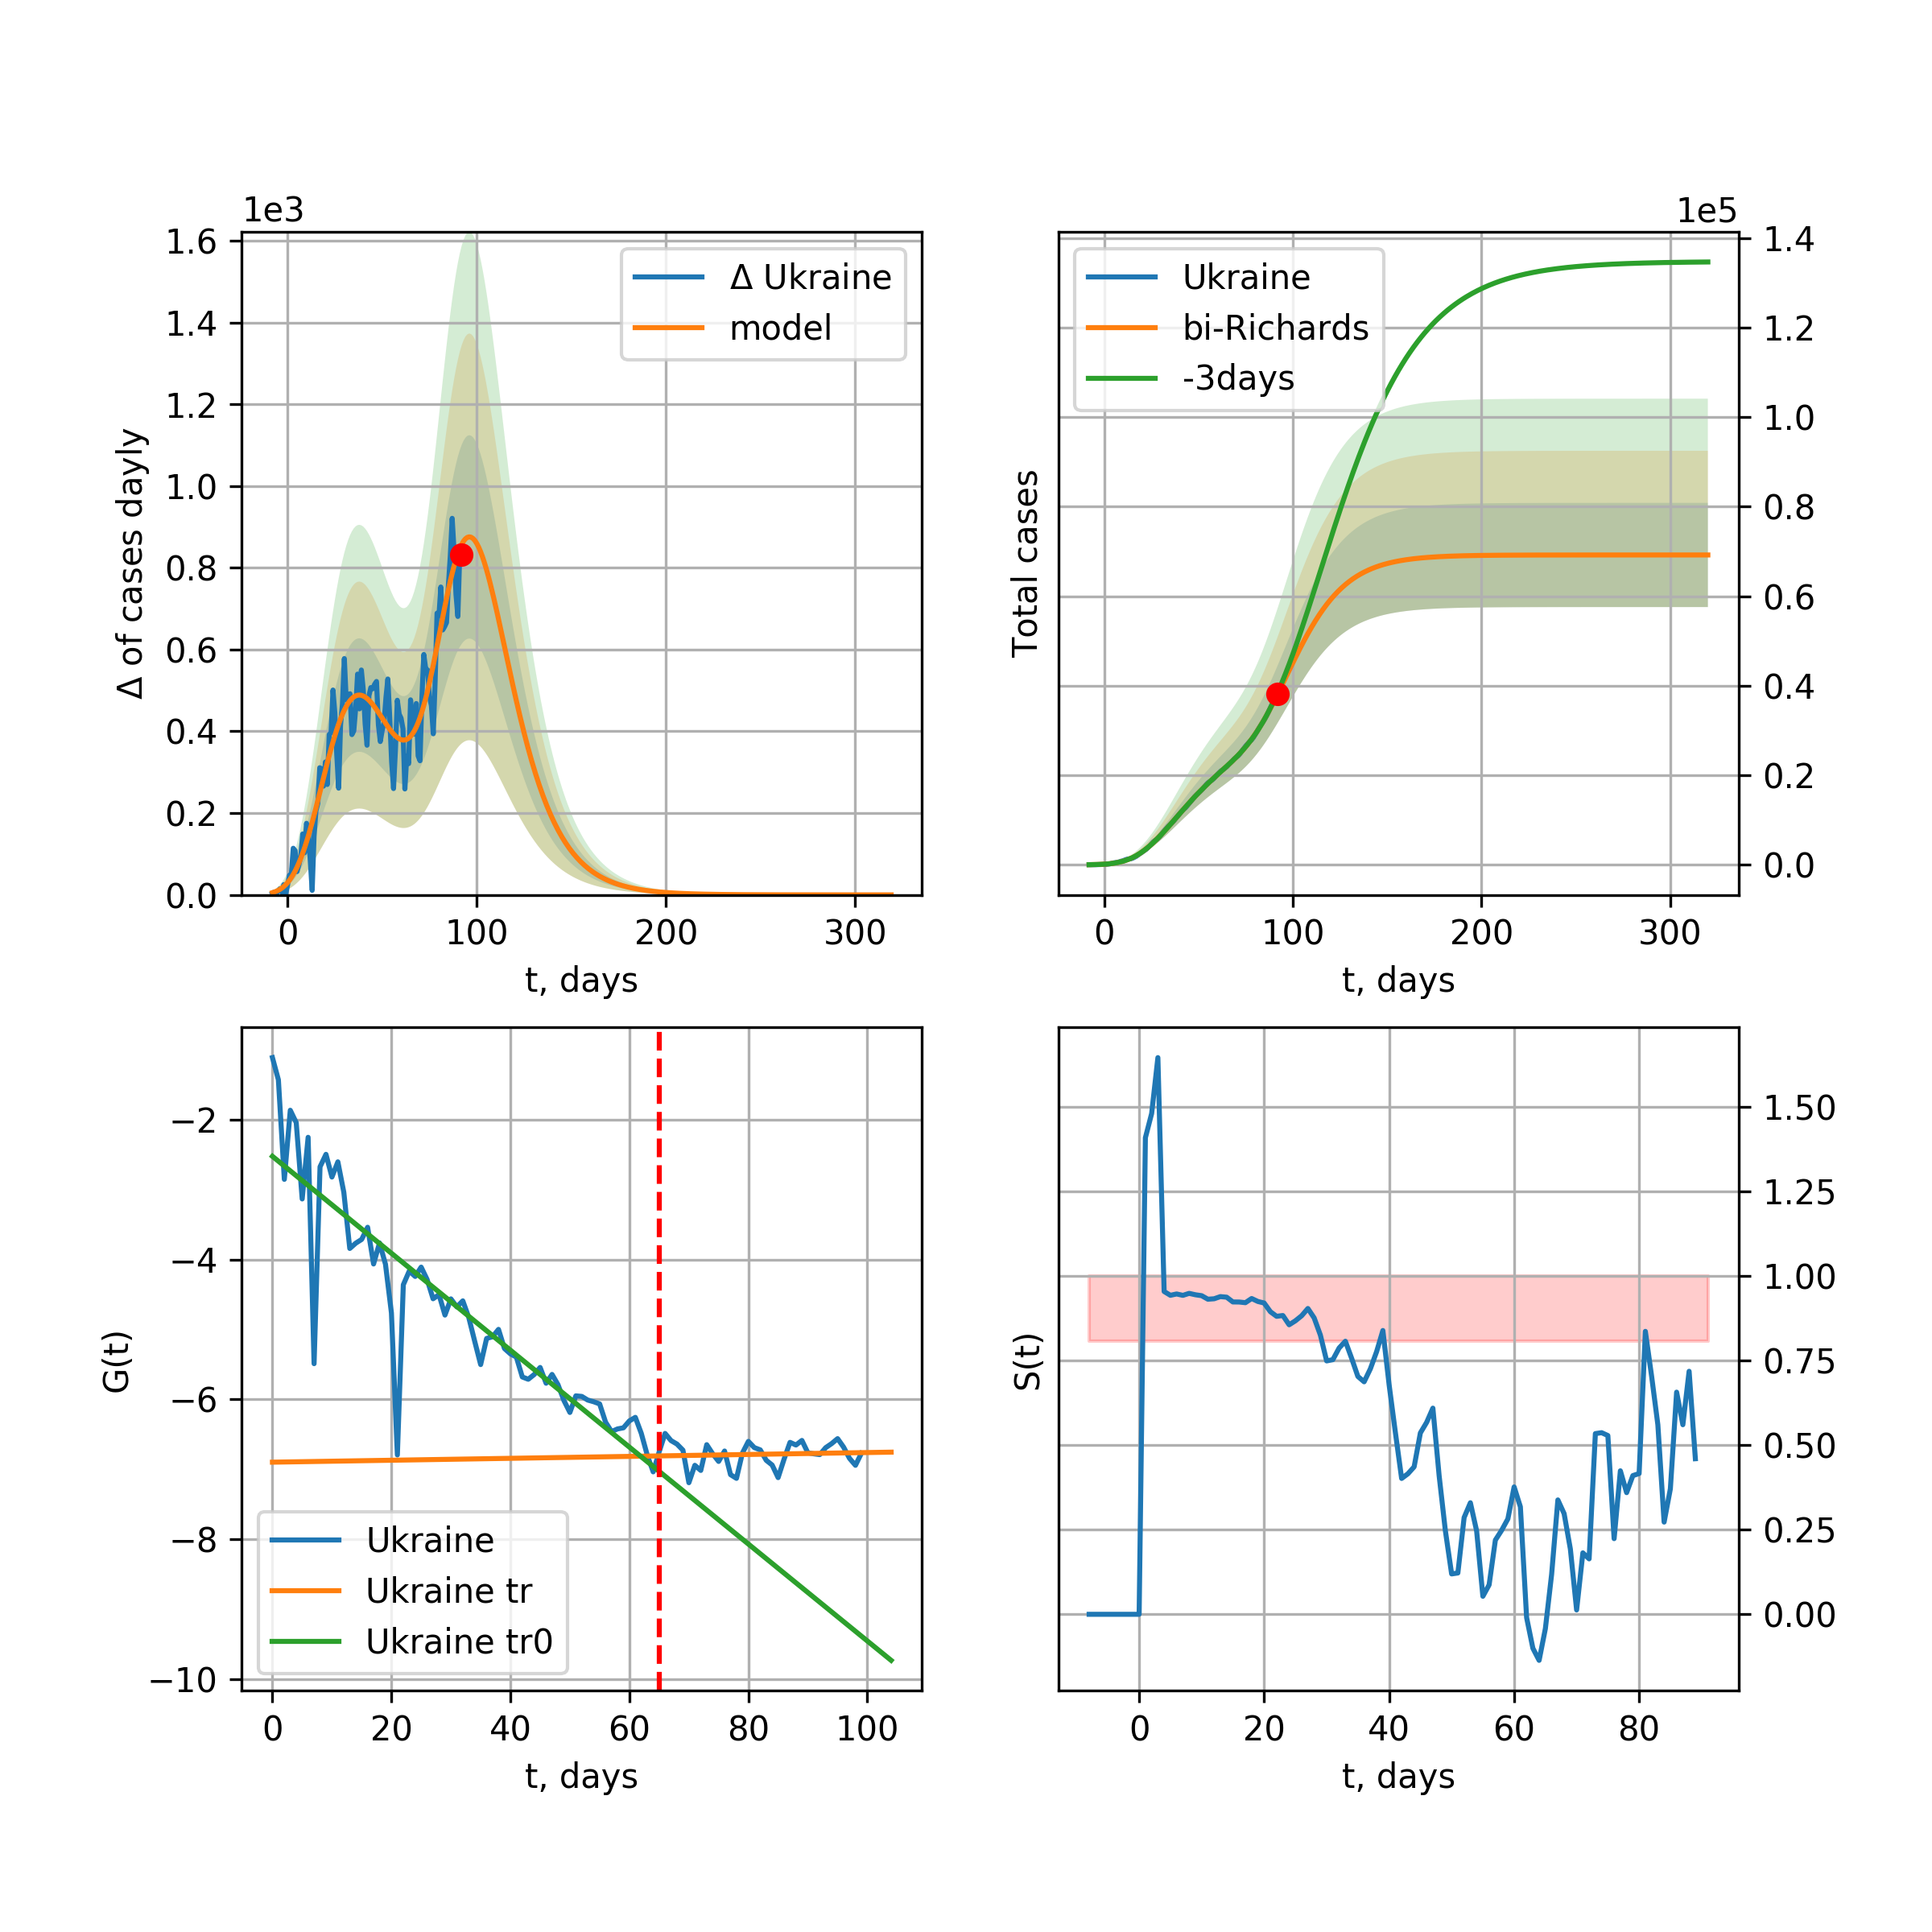 1e3
1.6
1.4
1.2
1.0
0.8
0.6
0.4
0.2
0.0
Δ of cases dayly
Δ Ukraine
model
0 100 200 300
t, days
1e5
1.4
1.2
1.0
0.8
0.6
0.4
0.2
0.0
Total cases
Ukraine
bi-Richards
-3days
0 100 200 300
t, days
−2
−4
−6
−8
−10
G(t)
Ukraine
Ukraine tr
Ukraine tr0
0 20 40 60 80 100
t, days
1.50
1.25
1.00
0.75
0.50
0.25
0.00
S(t)
0 20 40 60 80
t, days